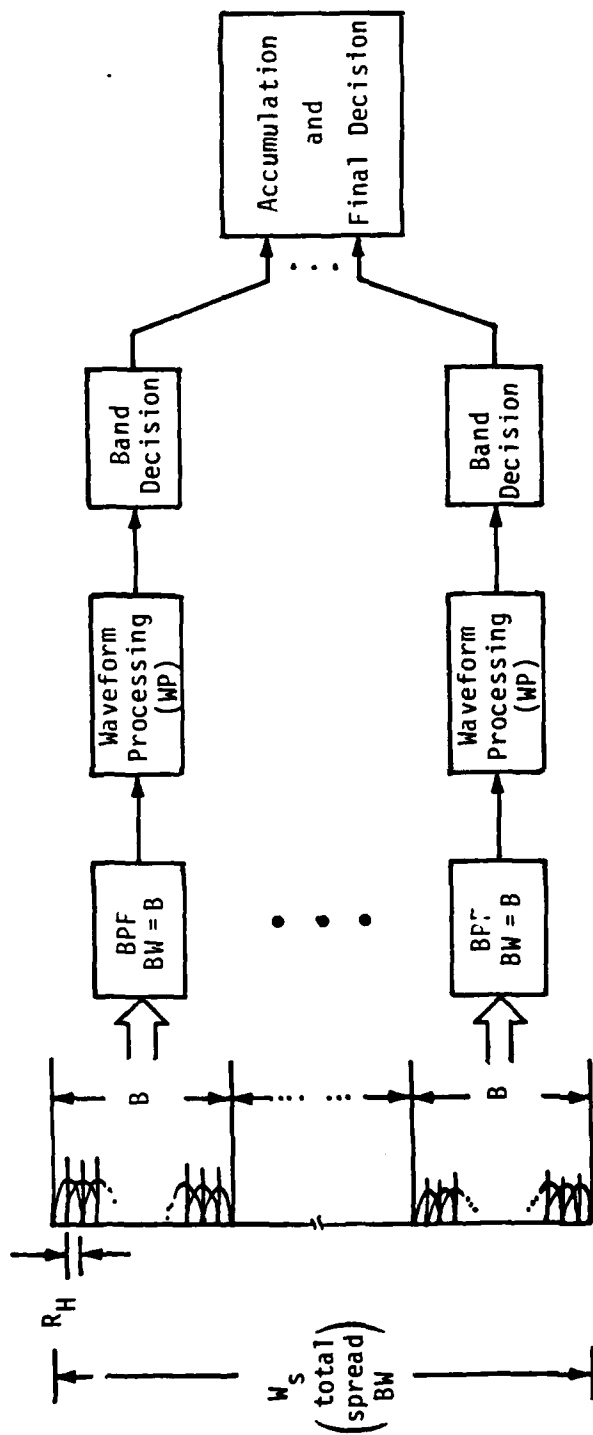 R_H
W_s
(total
spread
BW)
B
... ...
B
BPF
BW = B
Waveform
Processing
(WP)
Band
Decision
BPF
BW = B
Waveform
Processing
(WP)
Band
Decision
Accumulation
and
Final Decision